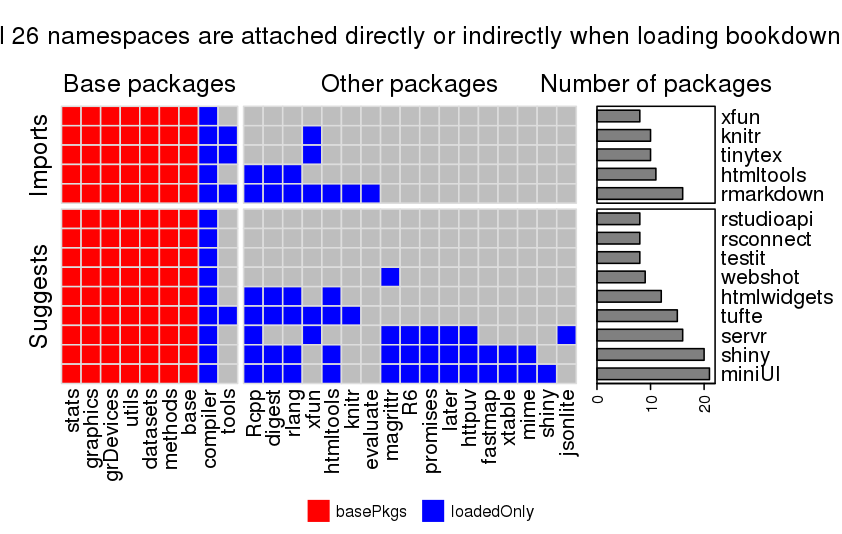 l 26 namespaces are attached directly or indirectly when loading bookdown
Base packages
Other packages
Number of packages
Imports
xfun
knitr
tinytex
htmltools
rmarkdown
Suggests
rstudioapi
rsconnect
testit
webshot
htmlwidgets
tufte
servr
shiny
miniUI
stats
graphics
grDevices
utils
datasets
methods
base
compiler
tools
Rcpp
digest
rlang
xfun
htmltools
knitr
evaluate
magrittr
R6
promises
later
httpuv
fastmap
xtable
mime
shiny
jsonlite
0
10
20
basePkgs
loadedOnly